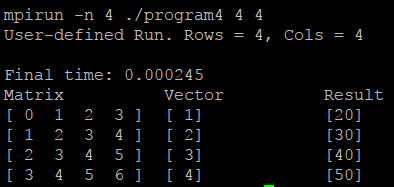 mpirun -n 4 ./program4 4 4
User-defined Run. Rows = 4, Cols = 4
Final time: 0.000245
Matrix Vector Result
[ 0 1 2 3 ] [ 1] [20]
[ 1 2 3 4 ] [ 2] [30]
[ 2 3 4 5 ] [ 3] [40]
[ 3 4 5 6 ] [ 4] [50]